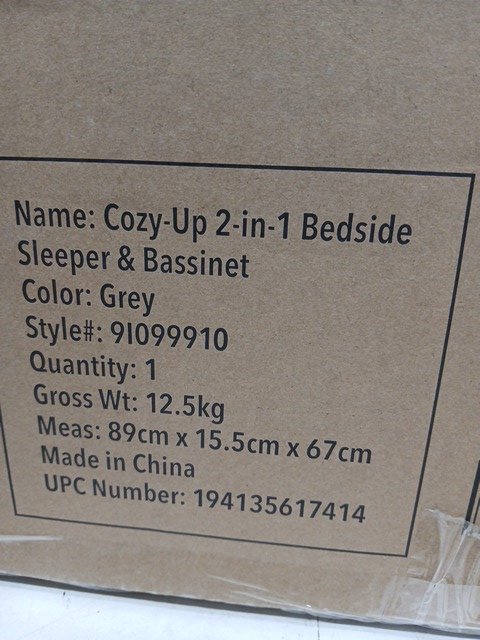 Name: Cozy-Up 2-in-1 Bedside
Sleeper & Bassinet
Color: Grey
Style#: 9I099910
Quantity: 1
Gross Wt: 12.5kg
Meas: 89cm x 15.5cm x 67cm
Made in China
UPC Number: 194135617414